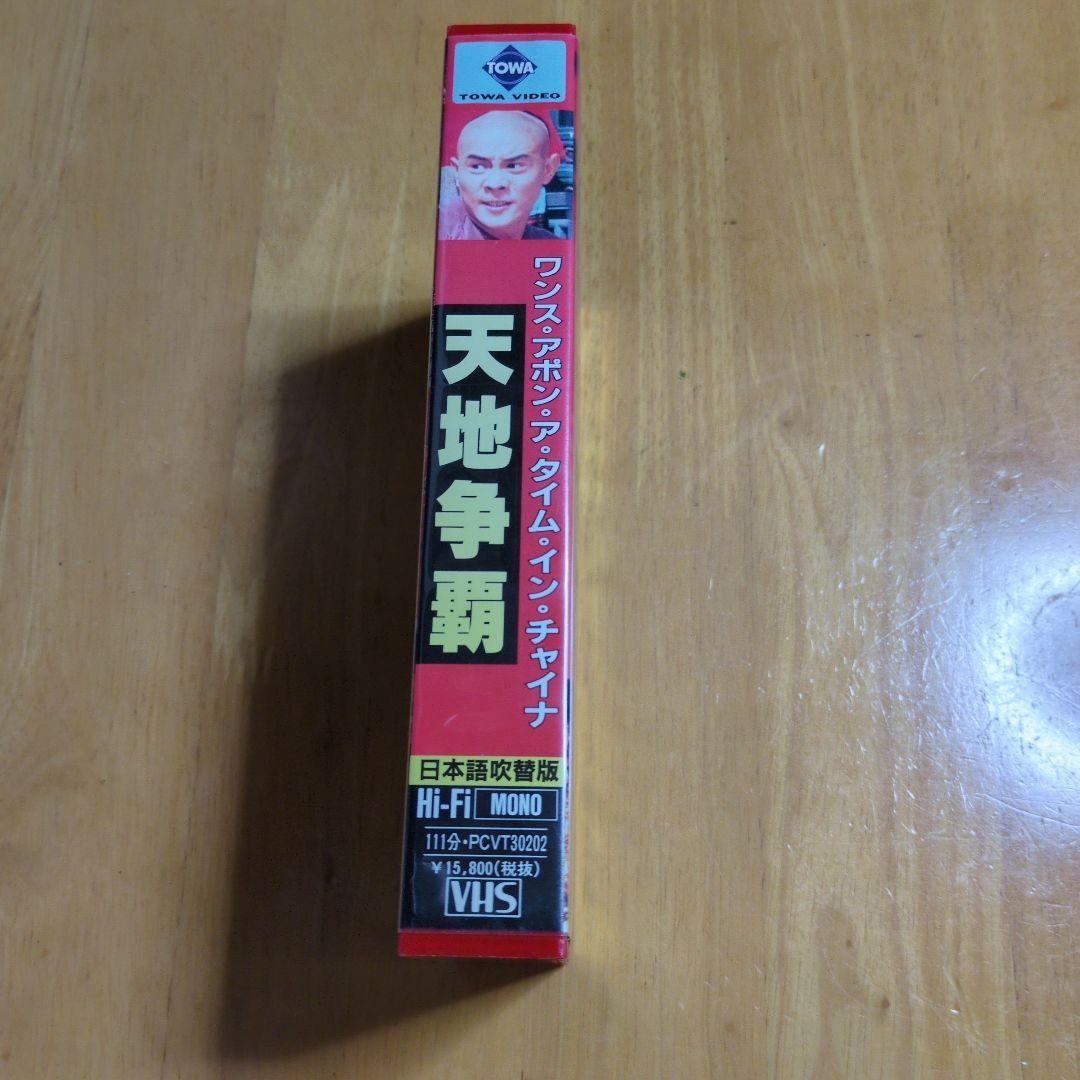 TOWA
TOWA VIDEO
ワンス・アポン・ア・タイム・イン・チャイナ
天地争覇
日本語吹替版
Hi-Fi MONO
111分・PCVT30202
¥15,800(税抜)
VHS